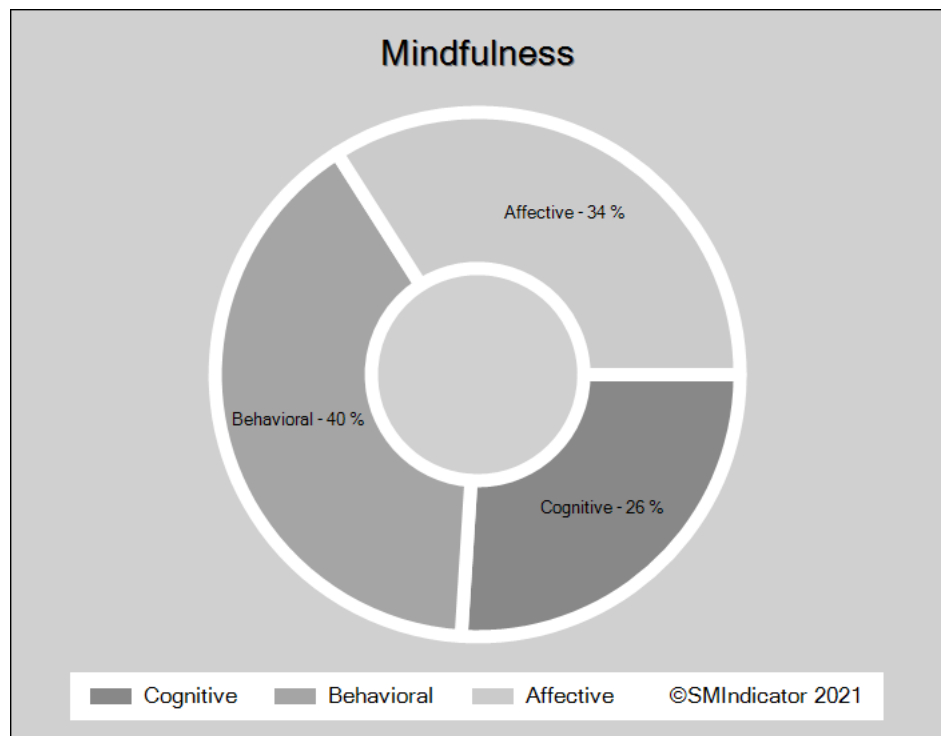 Mindfulness
Affective - 34 %
Behavioral - 40 %
Cognitive - 26 %
Cognitive Behavioral Affective ©SMIndicator 2021